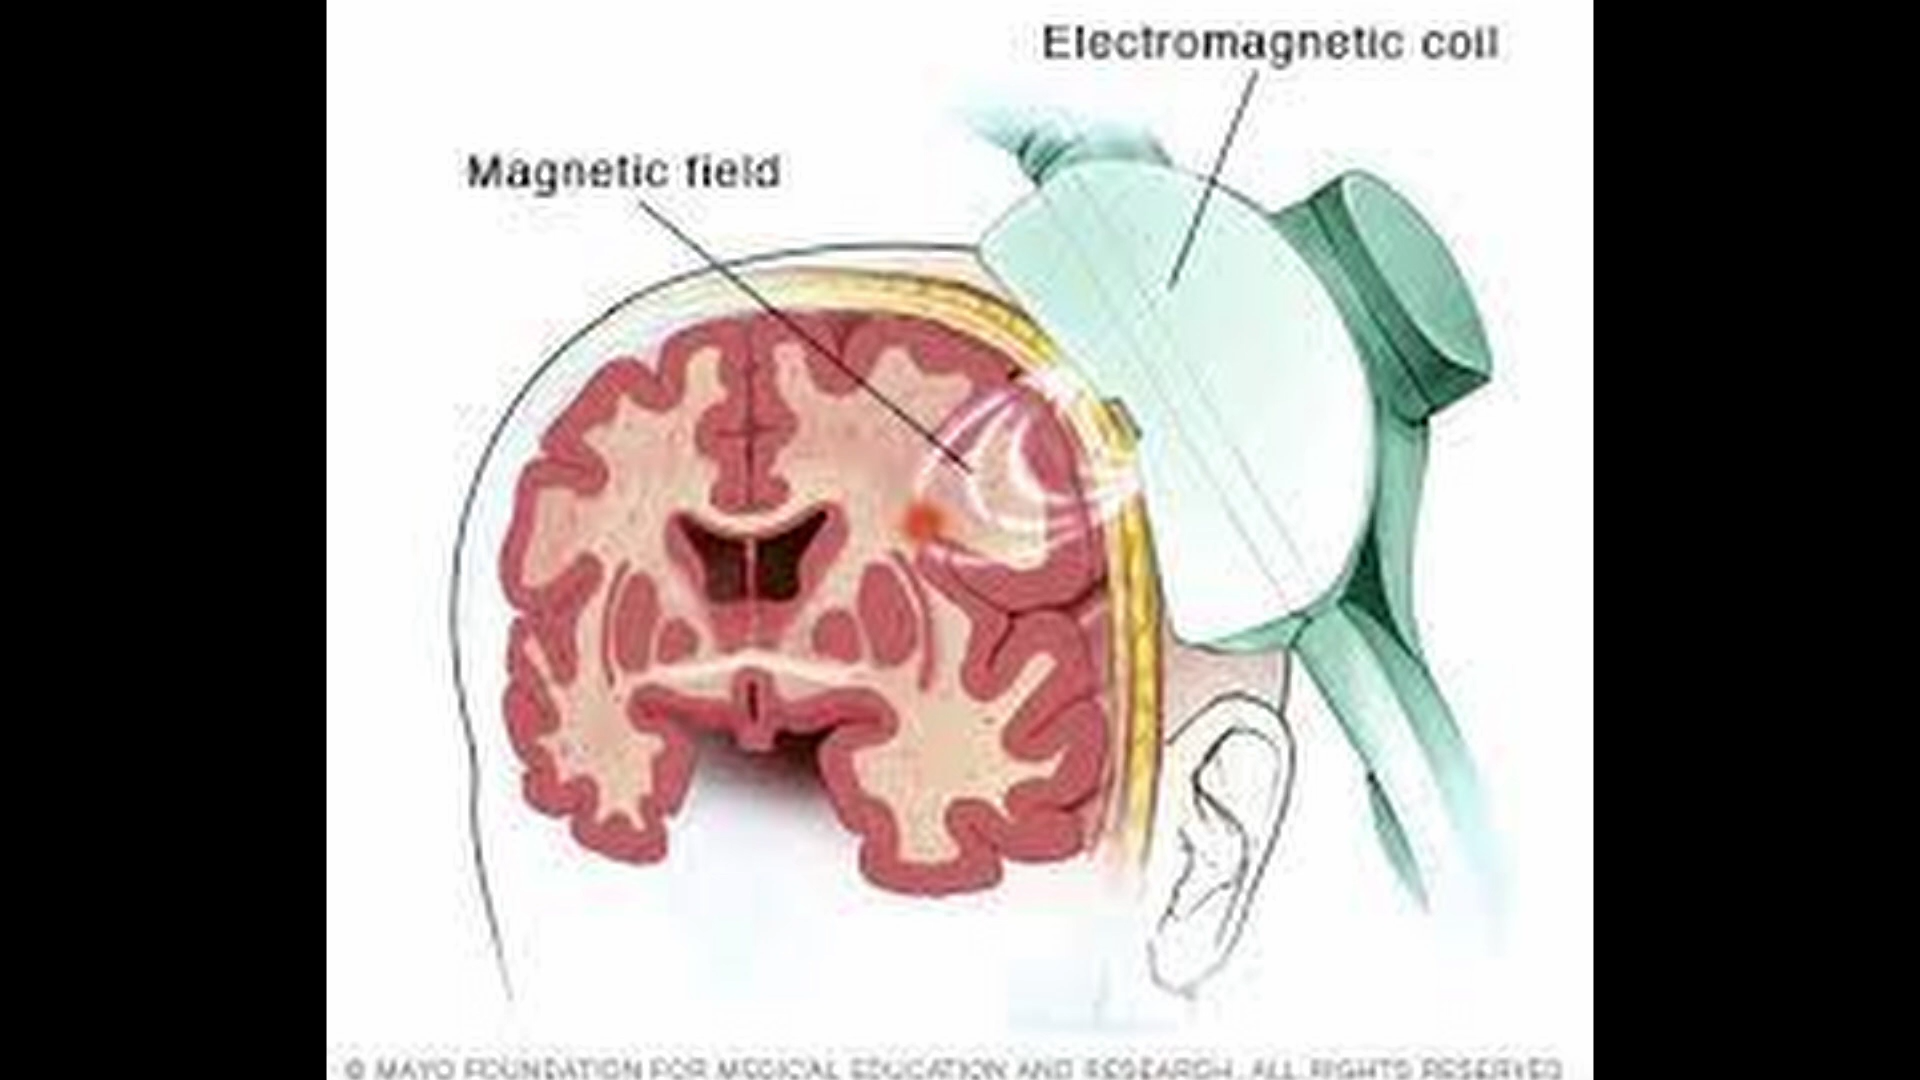 Electromagnetic coil
Magnetic field
© MAYO FOUNDATION FOR MEDICAL EDUCATION AND RESEARCH. ALL RIGHTS RESERVED